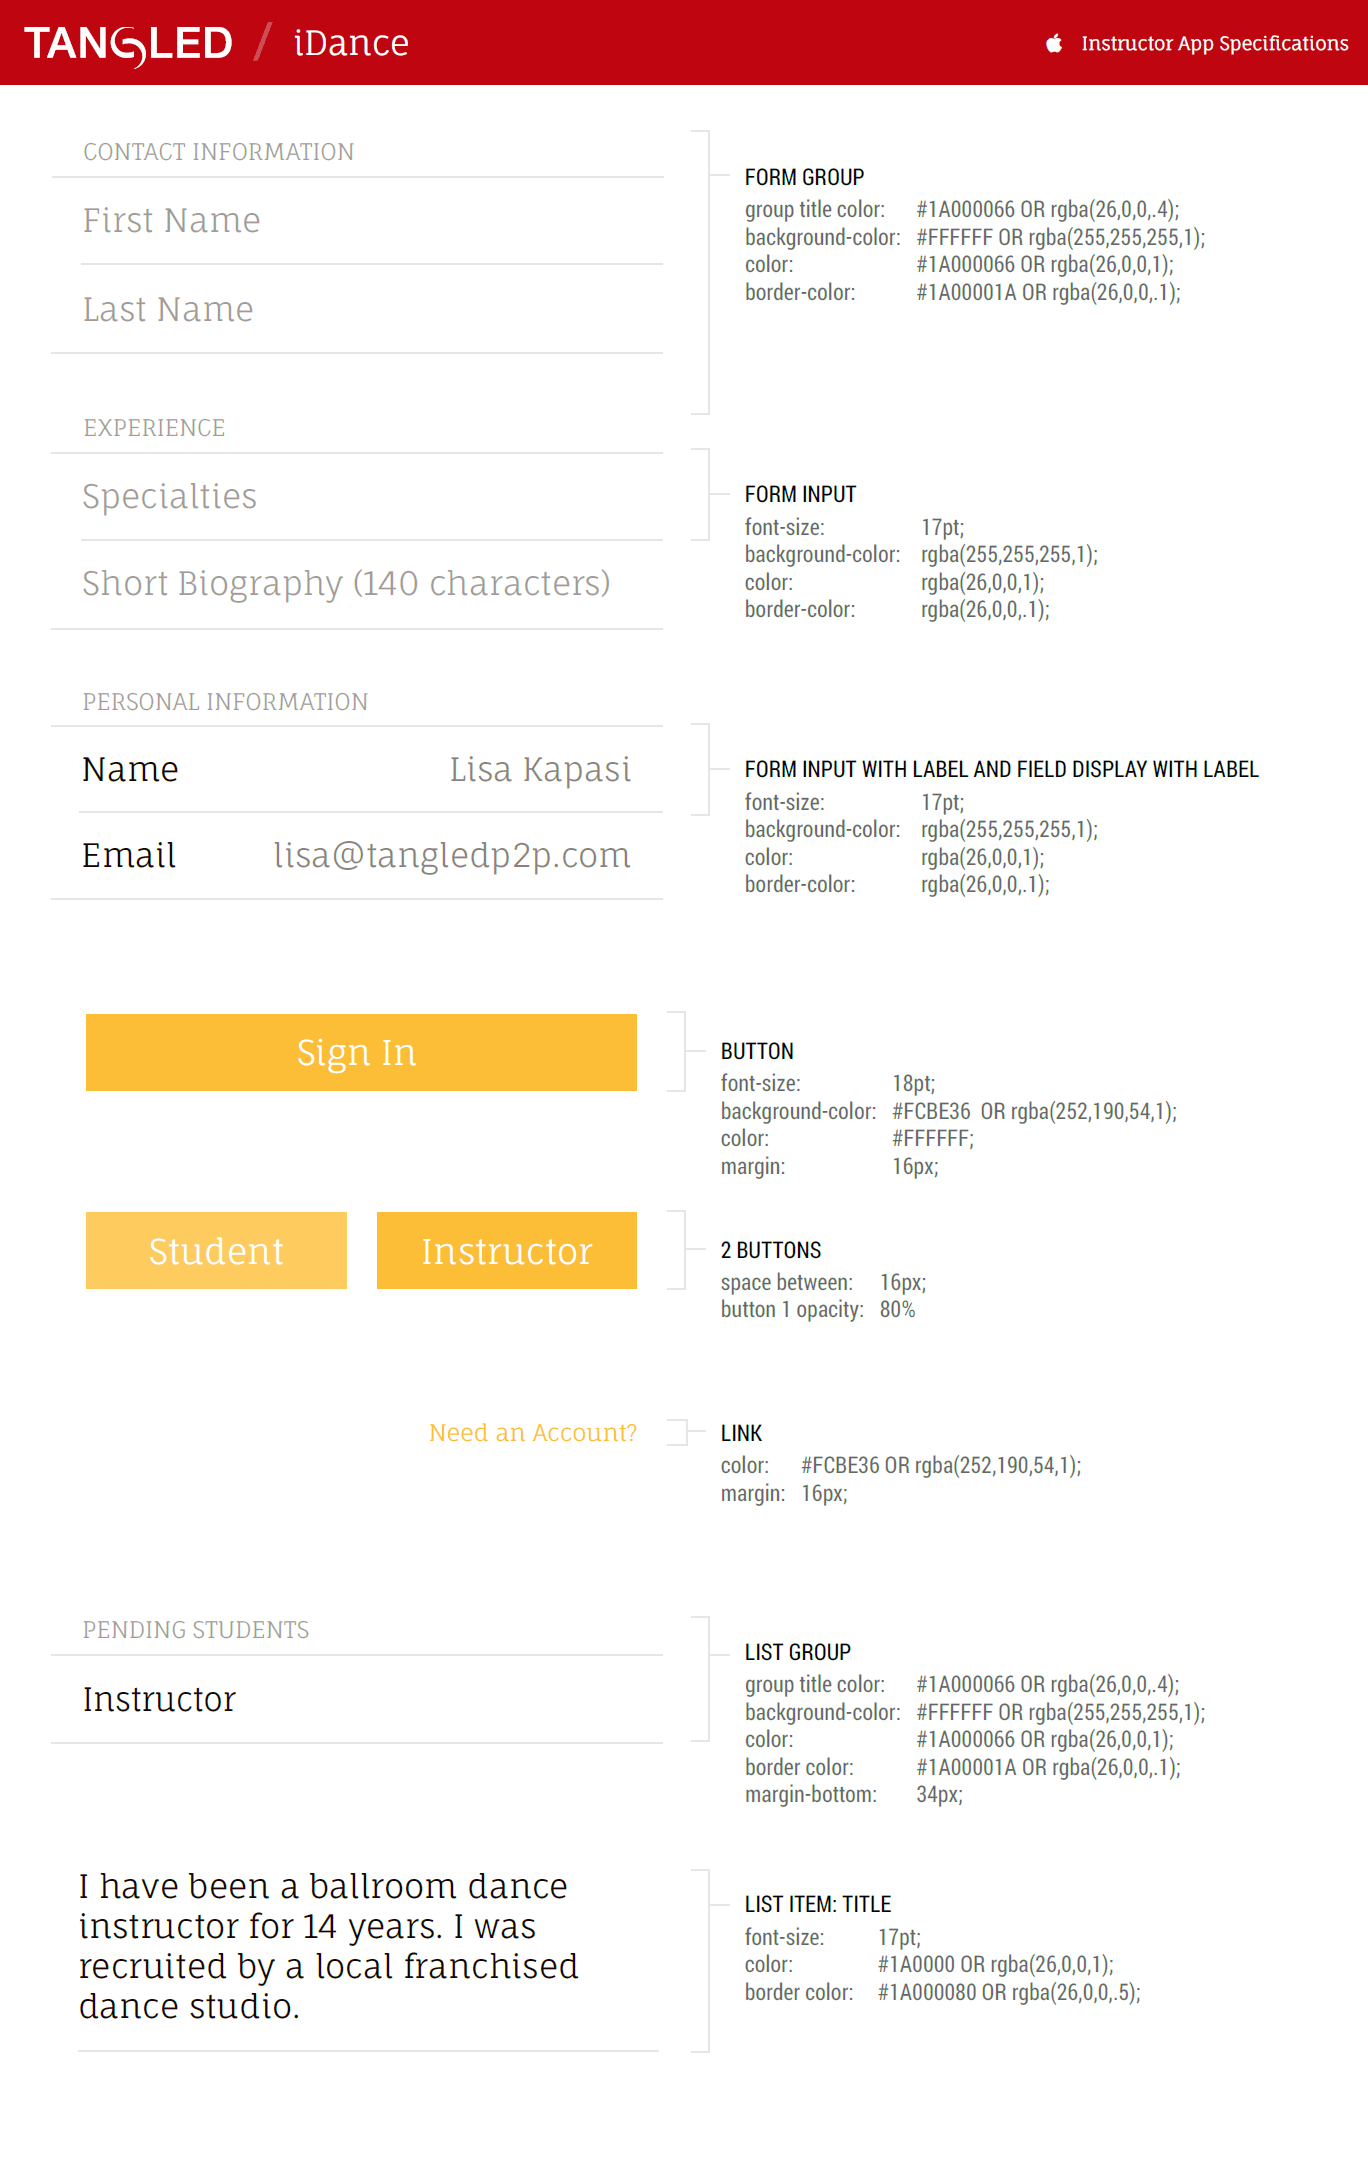 TANGLED / iDance
Instructor App Specifications
CONTACT INFORMATION
First Name
Last Name
FORM GROUP
group title color: #1A000066 OR rgba(26,0,0,.4);
background-color: #FFFFFF OR rgba(255,255,255,1);
color: #1A000066 OR rgba(26,0,0,1);
border-color: #1A00001A OR rgba(26,0,0,.1);
EXPERIENCE
Specialties
Short Biography (140 characters)
FORM INPUT
font-size: 17pt;
background-color: rgba(255,255,255,1);
color: rgba(26,0,0,1);
border-color: rgba(26,0,0,.1);
PERSONAL INFORMATION
Name Lisa Kapasi
Email lisa@tangledp2p.com
FORM INPUT WITH LABEL AND FIELD DISPLAY WITH LABEL
font-size: 17pt;
background-color: rgba(255,255,255,1);
color: rgba(26,0,0,1);
border-color: rgba(26,0,0,.1);
Sign In
BUTTON
font-size: 18pt;
background-color: #FCBE36 OR rgba(252,190,54,1);
color: #FFFFFF;
margin: 16px;
Student Instructor
2 BUTTONS
space between: 16px;
button 1 opacity: 80%
Need an Account?
LINK
color: #FCBE36 OR rgba(252,190,54,1);
margin: 16px;
PENDING STUDENTS
Instructor
LIST GROUP
group title color: #1A000066 OR rgba(26,0,0,.4);
background-color: #FFFFFF OR rgba(255,255,255,1);
color: #1A000066 OR rgba(26,0,0,1);
border color: #1A00001A OR rgba(26,0,0,.1);
margin-bottom: 34px;
I have been a ballroom dance
instructor for 14 years. I was
recruited by a local franchised
dance studio.
LIST ITEM: TITLE
font-size: 17pt;
color: #1A0000 OR rgba(26,0,0,1);
border color: #1A000080 OR rgba(26,0,0,.5);